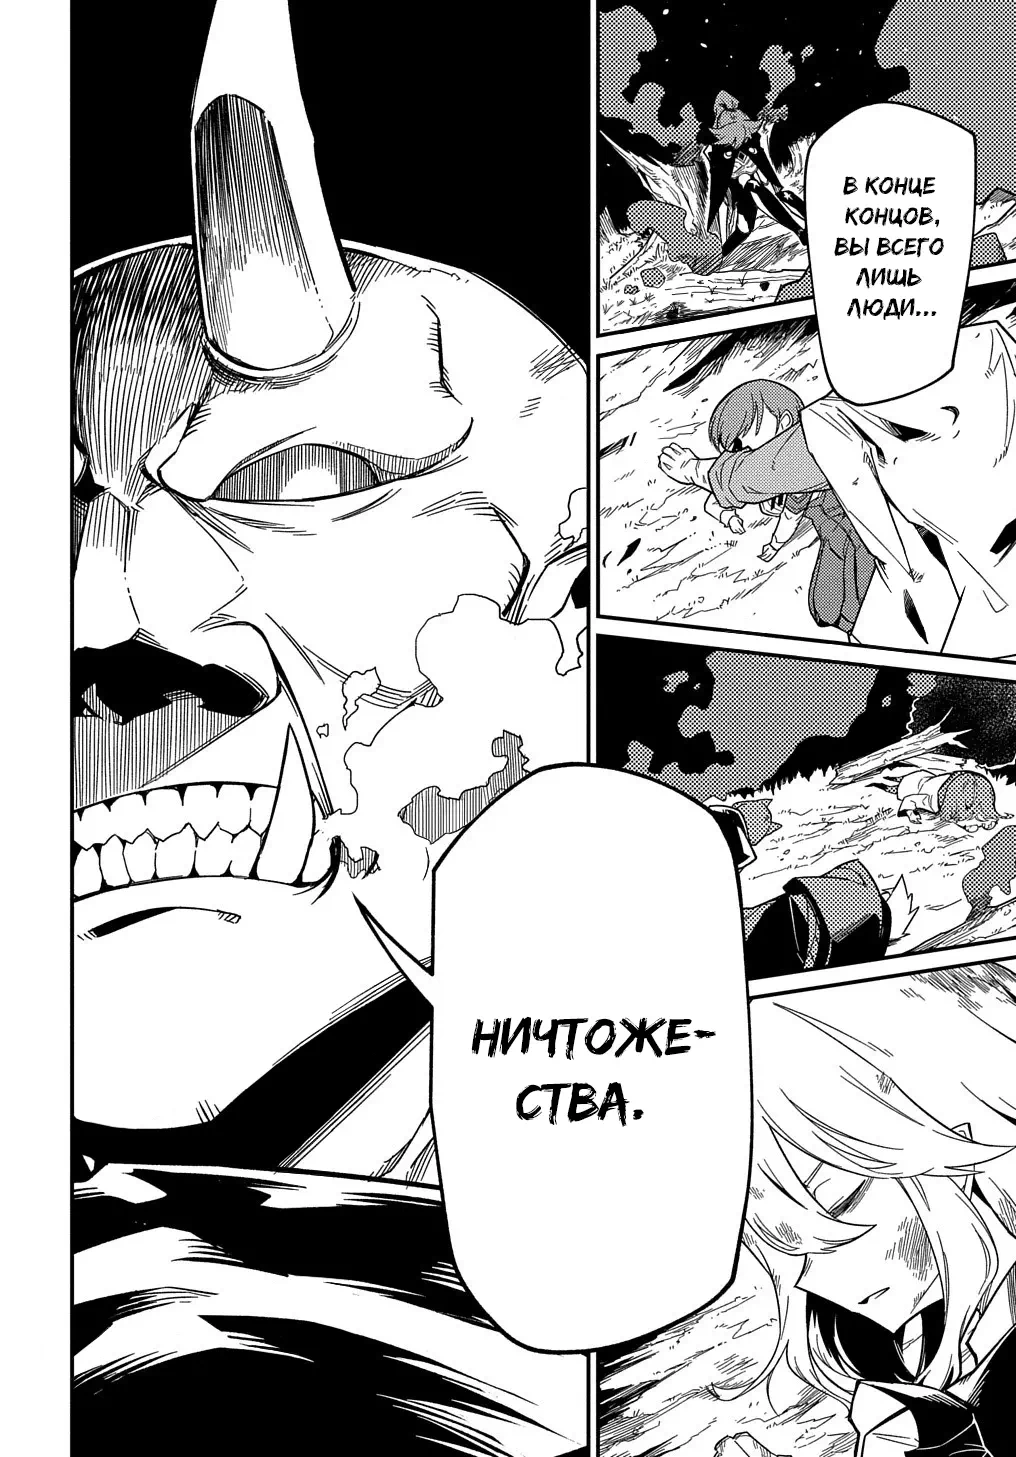 В КОНЦЕ
КОНЦОВ,
ВЫ ВСЕГО
ЛИШЬ
ЛЮДИ...
НИЧТОЖЕ-
СТВА.